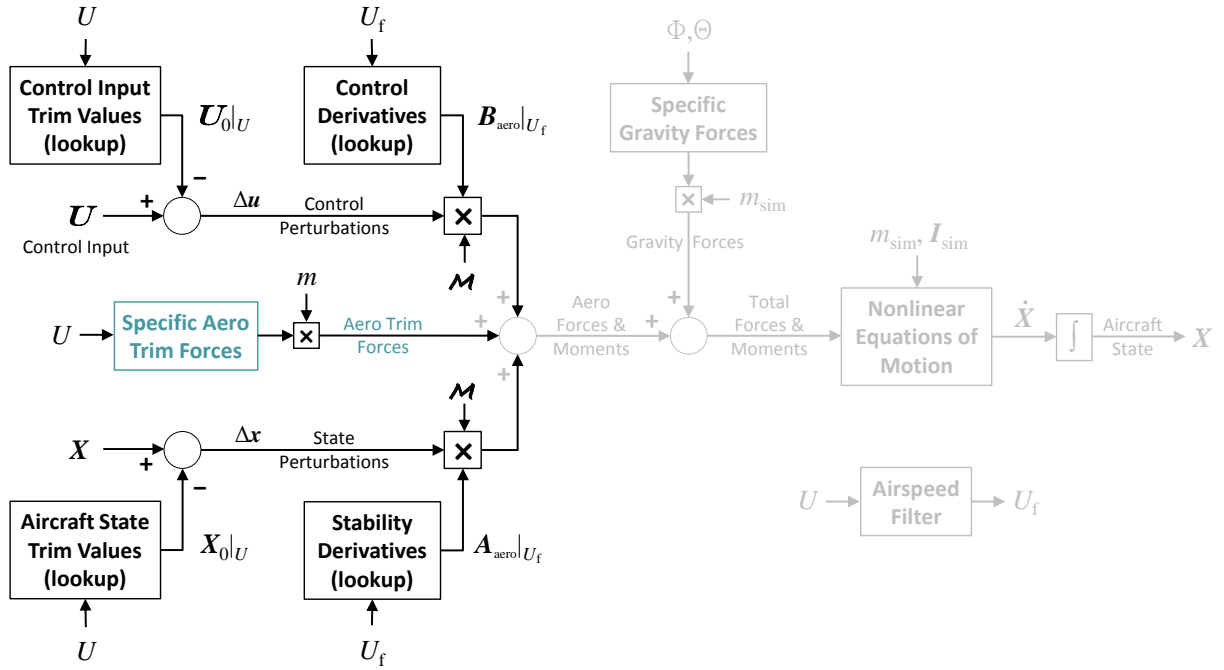 U
U_f
Φ,Θ
Control Input
Trim Values
(lookup)
U_0|_U
Control
Derivatives
(lookup)
B_aero|_{U_f}
Specific
Gravity Forces
−
×
m_sim
+
U
Control Input
Δu
Control
Perturbations
×
Gravity Forces
M
m
m_sim, I_sim
+
+
U
Specific Aero
Trim Forces
×
Aero Trim
Forces
+
Aero
Forces &
Moments
+
Total
Forces &
Moments
Nonlinear
Equations of
Motion
Ẋ
∫
Aircraft
State
X
+
M
X
+
Δx
State
Perturbations
×
−
Aircraft State
Trim Values
(lookup)
X_0|_U
Stability
Derivatives
(lookup)
A_aero|_{U_f}
U
Airspeed
Filter
U_f
U
U_f